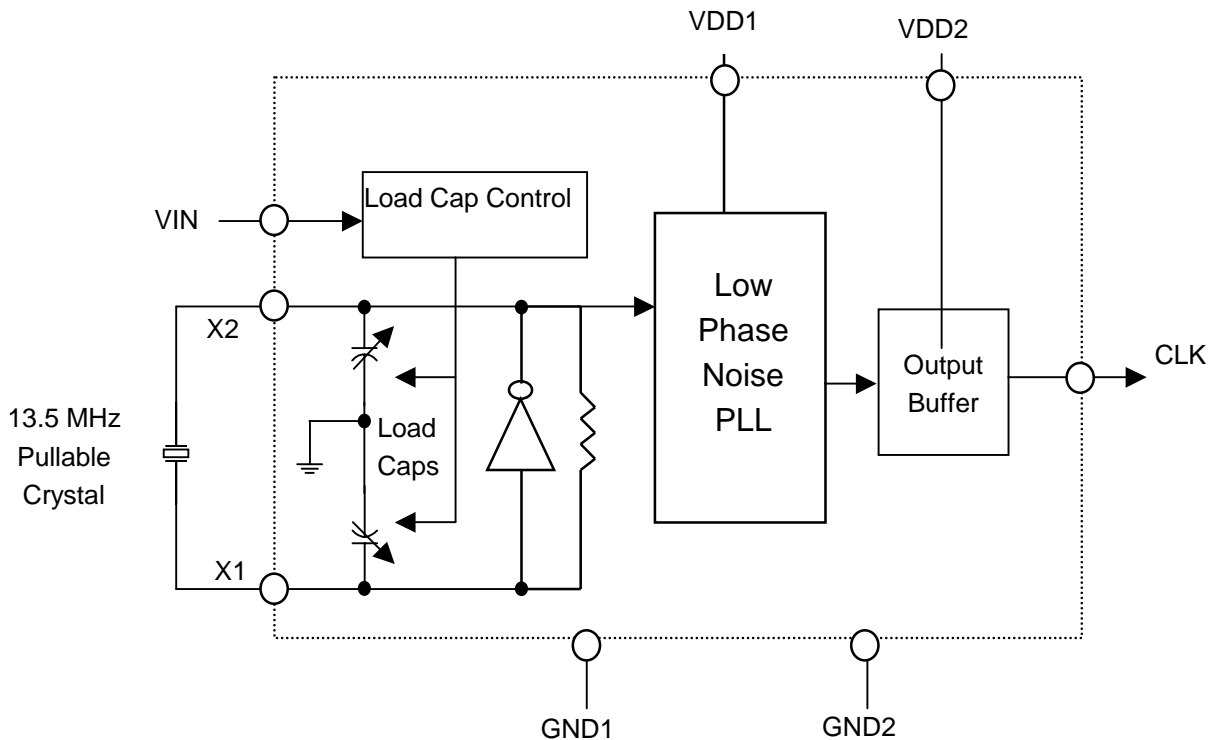 VDD1
VDD2
Load Cap Control
VIN
X2
Low
Phase
Noise
PLL
Output
Buffer
CLK
13.5 MHz
Pullable
Crystal
Load
Caps
X1
GND1
GND2